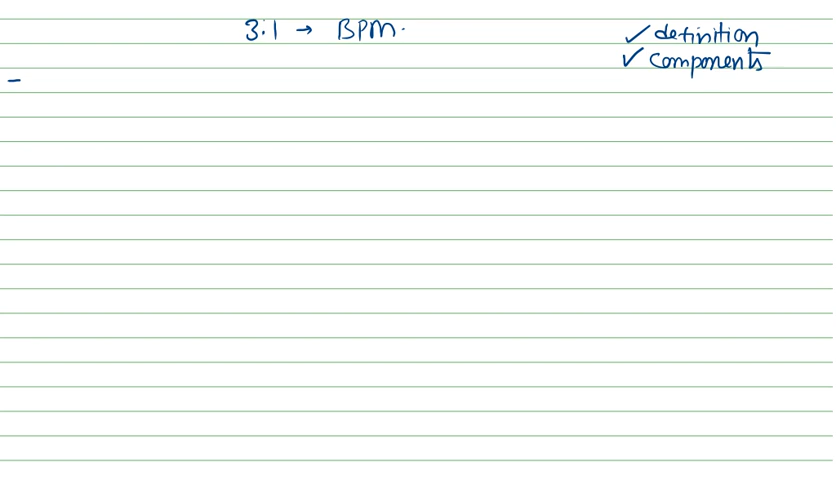 3.1 → BPM.
✓ definition
✓ components
-